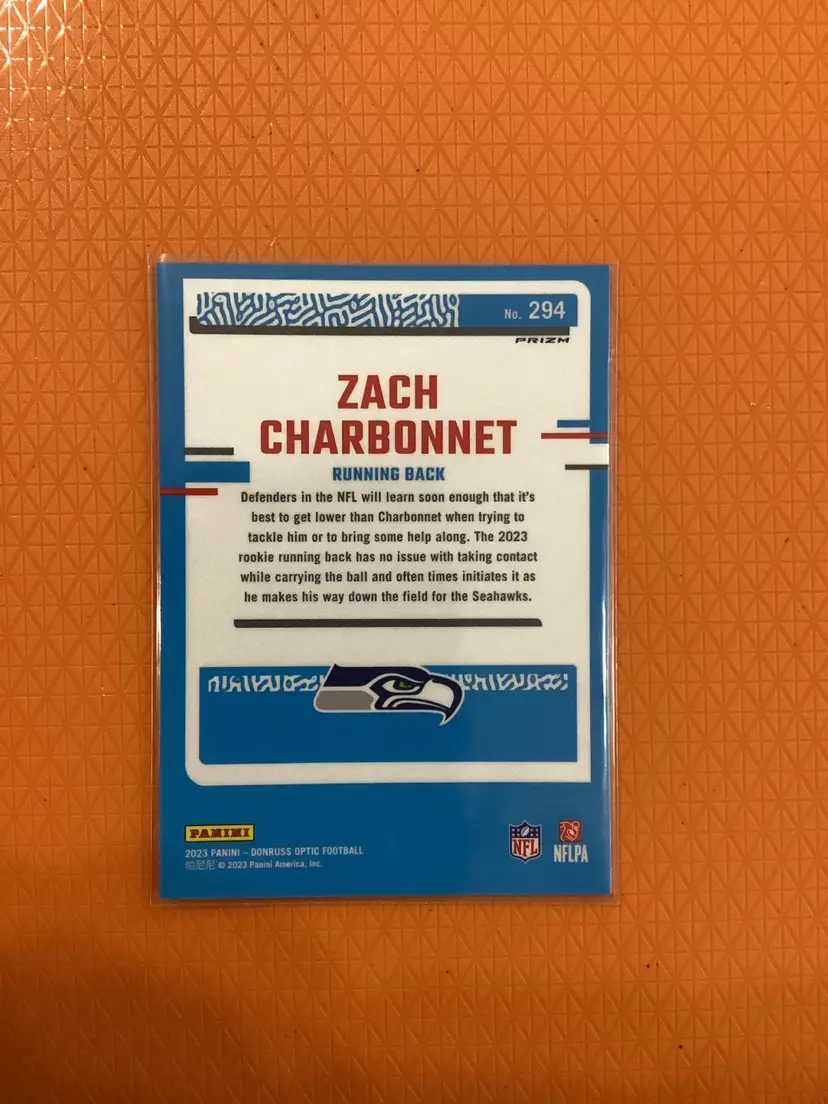 No. 294
PRIZM
ZACH
CHARBONNET
RUNNING BACK
Defenders in the NFL will learn soon enough that it's
best to get lower than Charbonnet when trying to
tackle him or to bring some help along. The 2023
rookie running back has no issue with taking contact
while carrying the ball and often times initiates it as
he makes his way down the field for the Seahawks.
PANINI
2023 PANINI – DONRUSS OPTIC FOOTBALL
帕尼尼 © 2023 Panini America, Inc.
NFL
NFLPA